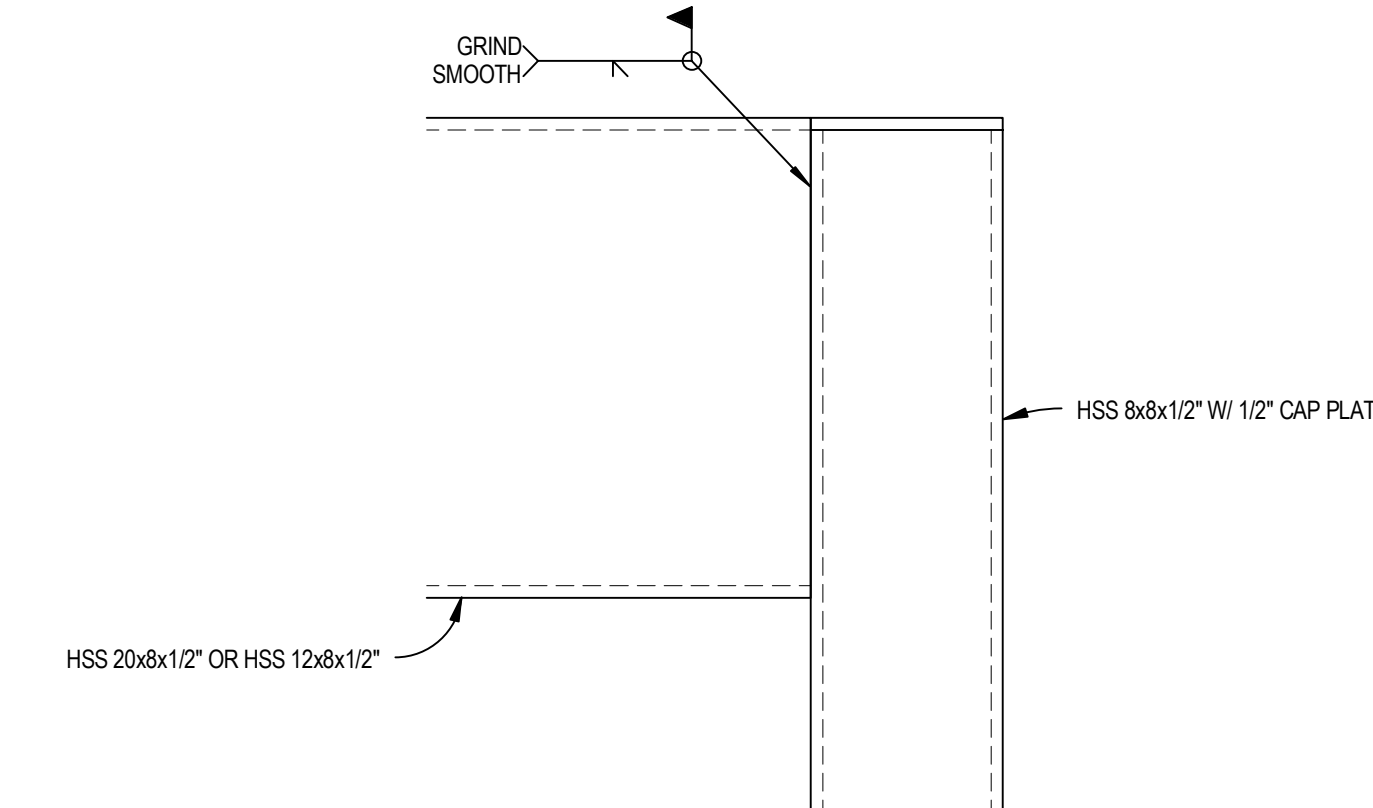 GRIND
SMOOTH
HSS 8x8x1/2" W/ 1/2" CAP PLAT
HSS 20x8x1/2" OR HSS 12x8x1/2"